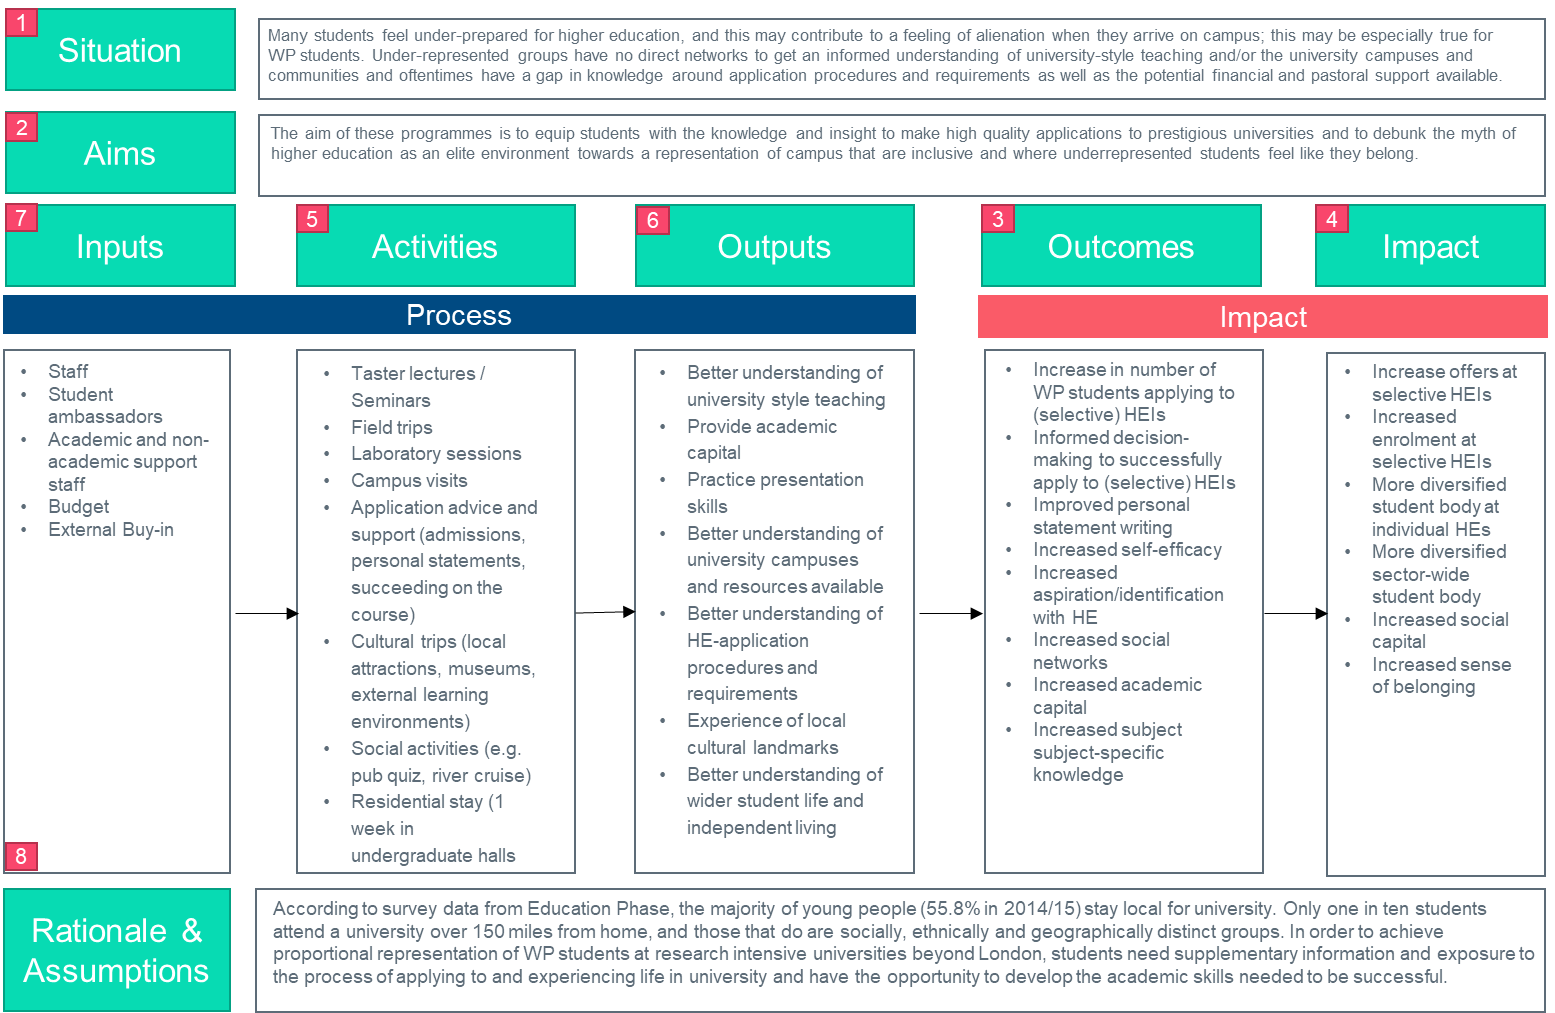 1
Situation
Many students feel under-prepared for higher education, and this may contribute to a feeling of alienation when they arrive on campus; this may be especially true for
WP students. Under-represented groups have no direct networks to get an informed understanding of university-style teaching and/or the university campuses and
communities and oftentimes have a gap in knowledge around application procedures and requirements as well as the potential financial and pastoral support available.
2
Aims
The aim of these programmes is to equip students with the knowledge and insight to make high quality applications to prestigious universities and to debunk the myth of
higher education as an elite environment towards a representation of campus that are inclusive and where underrepresented students feel like they belong.
7
Inputs
5
Activities
6
Outputs
3
Outcomes
4
Impact
Process
Impact
• Staff
• Student
ambassadors
• Academic and non-
academic support
staff
• Budget
• External Buy-in
• Taster lectures /
Seminars
• Field trips
• Laboratory sessions
• Campus visits
• Application advice and
support (admissions,
personal statements,
succeeding on the
course)
• Cultural trips (local
attractions, museums,
external learning
environments)
• Social activities (e.g.
pub quiz, river cruise)
• Residential stay (1
week in
undergraduate halls
• Better understanding of
university style teaching
• Provide academic
capital
• Practice presentation
skills
• Better understanding of
university campuses
and resources available
• Better understanding of
HE-application
procedures and
requirements
• Experience of local
cultural landmarks
• Better understanding of
wider student life and
independent living
• Increase in number of
WP students applying to
(selective) HEIs
• Informed decision-
making to successfully
apply to (selective) HEIs
• Improved personal
statement writing
• Increased self-efficacy
• Increased
aspiration/identification
with HE
• Increased social
networks
• Increased academic
capital
• Increased subject
subject-specific
knowledge
• Increase offers at
selective HEIs
• Increased
enrolment at
selective HEIs
• More diversified
student body at
individual HEs
• More diversified
sector-wide
student body
• Increased social
capital
• Increased sense
of belonging
8
Rationale &
Assumptions
According to survey data from Education Phase, the majority of young people (55.8% in 2014/15) stay local for university. Only one in ten students
attend a university over 150 miles from home, and those that do are socially, ethnically and geographically distinct groups. In order to achieve
proportional representation of WP students at research intensive universities beyond London, students need supplementary information and exposure to
the process of applying to and experiencing life in university and have the opportunity to develop the academic skills needed to be successful.